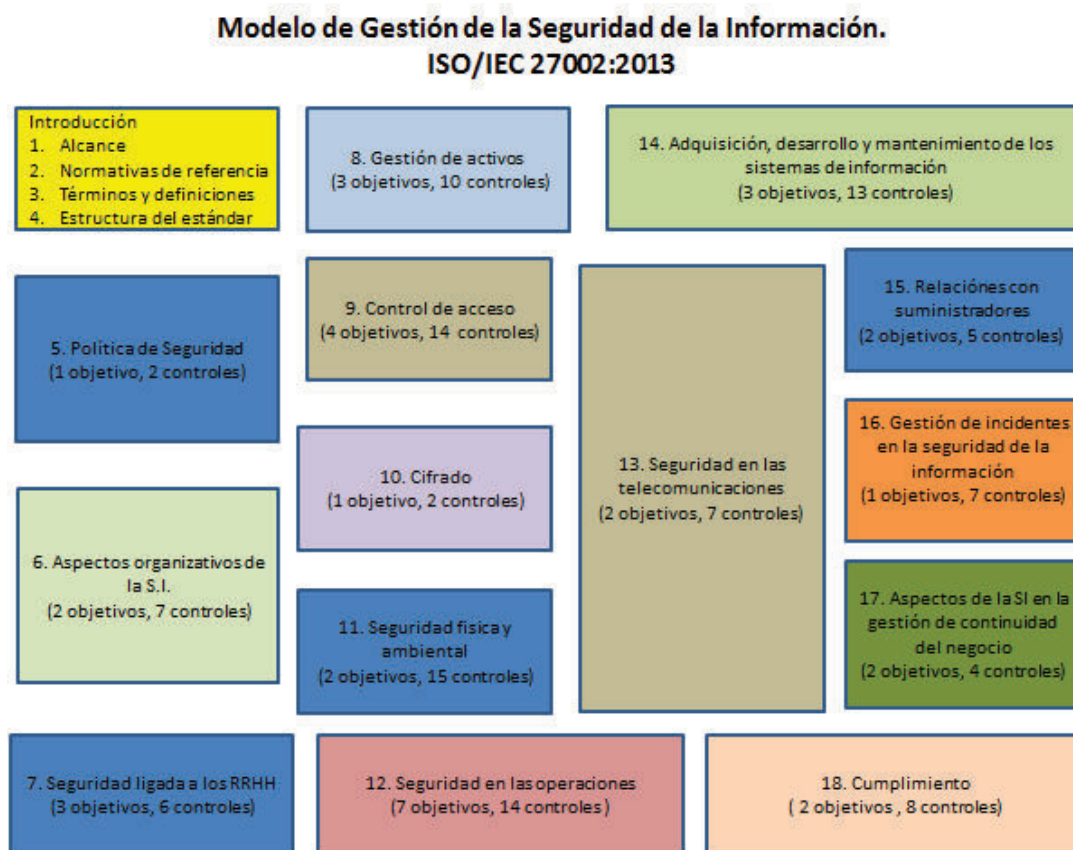 Modelo de Gestión de la Seguridad de la Información.
ISO/IEC 27002:2013
Introducción
1. Alcance
2. Normativas de referencia
3. Términos y definiciones
4. Estructura del estándar
5. Política de Seguridad
(1 objetivo, 2 controles)
6. Aspectos organizativos de
la S.I.
(2 objetivos, 7 controles)
7. Seguridad ligada a los RRHH
(3 objetivos, 6 controles)
8. Gestión de activos
(3 objetivos, 10 controles)
9. Control de acceso
(4 objetivos, 14 controles)
10. Cifrado
(1 objetivo, 2 controles)
11. Seguridad fisica y
ambiental
(2 objetivos, 15 controles)
12. Seguridad en las operaciones
(7 objetivos, 14 controles )
13. Seguridad en las
telecomunicaciones
(2 objetivos, 7 controles)
14. Adquisición, desarrollo y mantenimiento de los
sistemas de información
(3 objetivos, 13 controles)
15. Relaciónes con
suministradores
(2 objetivos, 5 controles)
16. Gestión de incidentes
en la seguridad de la
información
(1 objetivos, 7 controles)
17. Aspectos de la SI en la
gestión de continuidad
del negocio
(2 objetivos, 4 controles)
18. Cumplimiento
( 2 objetivos , 8 controles)